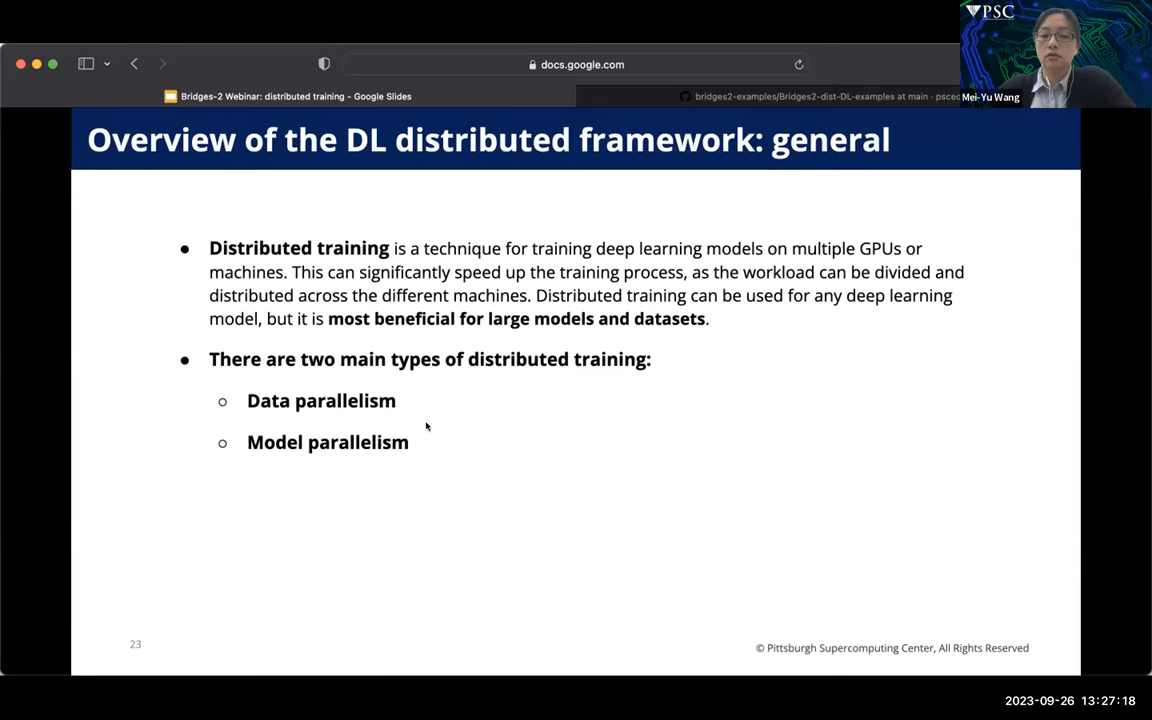 PSC
docs.google.com
Mei-Yu Wang
Bridges-2 Webinar: distributed training - Google Slides
bridges2-examples/Bridges2-dist-DL-examples at main · psced
Overview of the DL distributed framework: general
● Distributed training is a technique for training deep learning models on multiple GPUs or
machines. This can significantly speed up the training process, as the workload can be divided and
distributed across the different machines. Distributed training can be used for any deep learning
model, but it is most beneficial for large models and datasets.
● There are two main types of distributed training:
○ Data parallelism
○ Model parallelism
23
© Pittsburgh Supercomputing Center, All Rights Reserved
2023-09-26 13:27:18